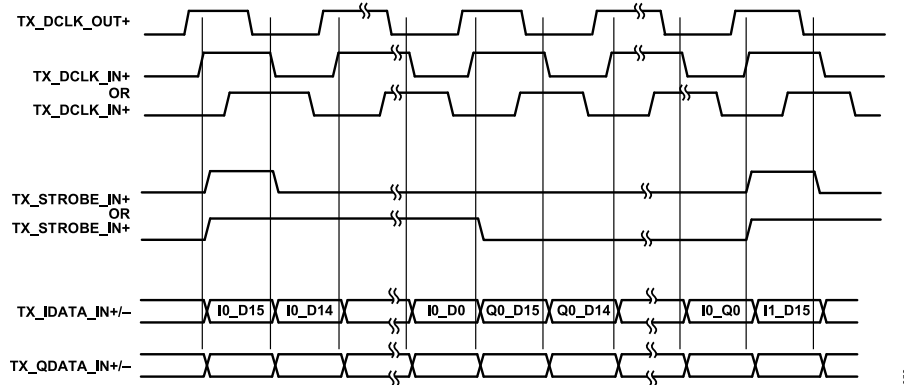 TX_DCLK_OUT+
TX_DCLK_IN+
OR
TX_DCLK_IN+
TX_STROBE_IN+
OR
TX_STROBE_IN+
TX_IDATA_IN+/– I0_D15 I0_D14 I0_D0 Q0_D15 Q0_D14 I0_Q0 I1_D15
TX_QDATA_IN+/–